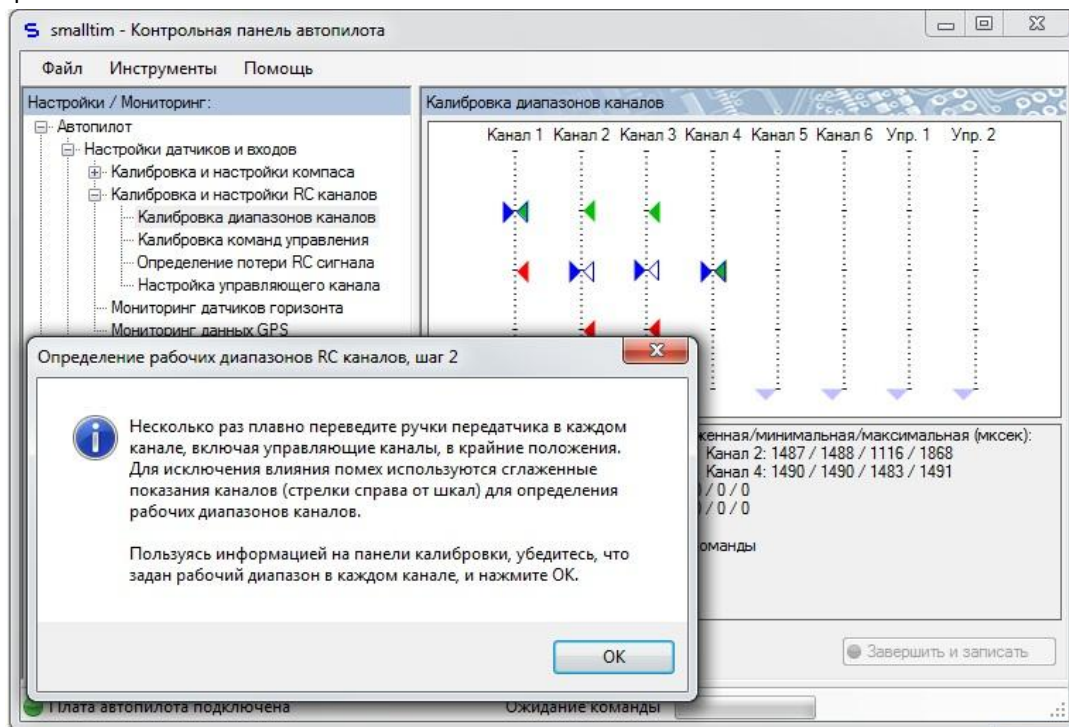 smalltim - Контрольная панель автопилота
Файл Инструменты Помощь
Настройки / Мониторинг:
Автопилот
Настройки датчиков и входов
Калибровка и настройки компаса
Калибровка и настройки RC каналов
Калибровка диапазонов каналов
Калибровка команд управления
Определение потери RC сигнала
Настройка управляющего канала
Мониторинг датчиков горизонта
Мониторинг данных GPS
Калибровка диапазонов каналов
Канал 1 Канал 2 Канал 3 Канал 4 Канал 5 Канал 6 Упр. 1 Упр. 2
Определение рабочих диапазонов RC каналов, шаг 2
Несколько раз плавно переведите ручки передатчика в каждом
канале, включая управляющие каналы, в крайние положения.
Для исключения влияния помех используются сглаженные
показания каналов (стрелки справа от шкал) для определения
рабочих диапазонов каналов.
Пользуясь информацией на панели калибровки, убедитесь, что
задан рабочий диапазон в каждом канале, и нажмите ОК.
OK
/минимальная/максимальная (мксек):
Канал 2: 1487 / 1488 / 1116 / 1868
Канал 4: 1490 / 1490 / 1483 / 1491
/ 0 / 0
/ 0 / 0
Завершить и записать
Плата автопилота подключена
Ожидание команды